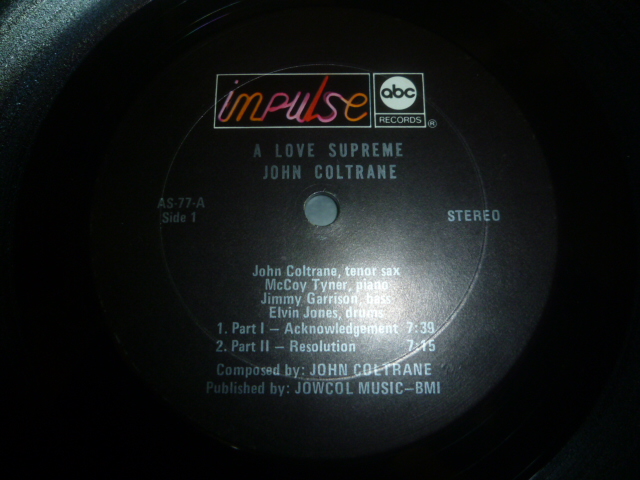 impulse abc RECORDS ®
A LOVE SUPREME
JOHN COLTRANE
AS-77-A
Side 1
STEREO
John Coltrane, tenor sax
McCoy Tyner, piano
Jimmy Garrison, bass
Elvin Jones, drums
1. Part I – Acknowledgement 7:39
2. Part II – Resolution 7:15
Composed by: JOHN COLTRANE
Published by: JOWCOL MUSIC–BMI